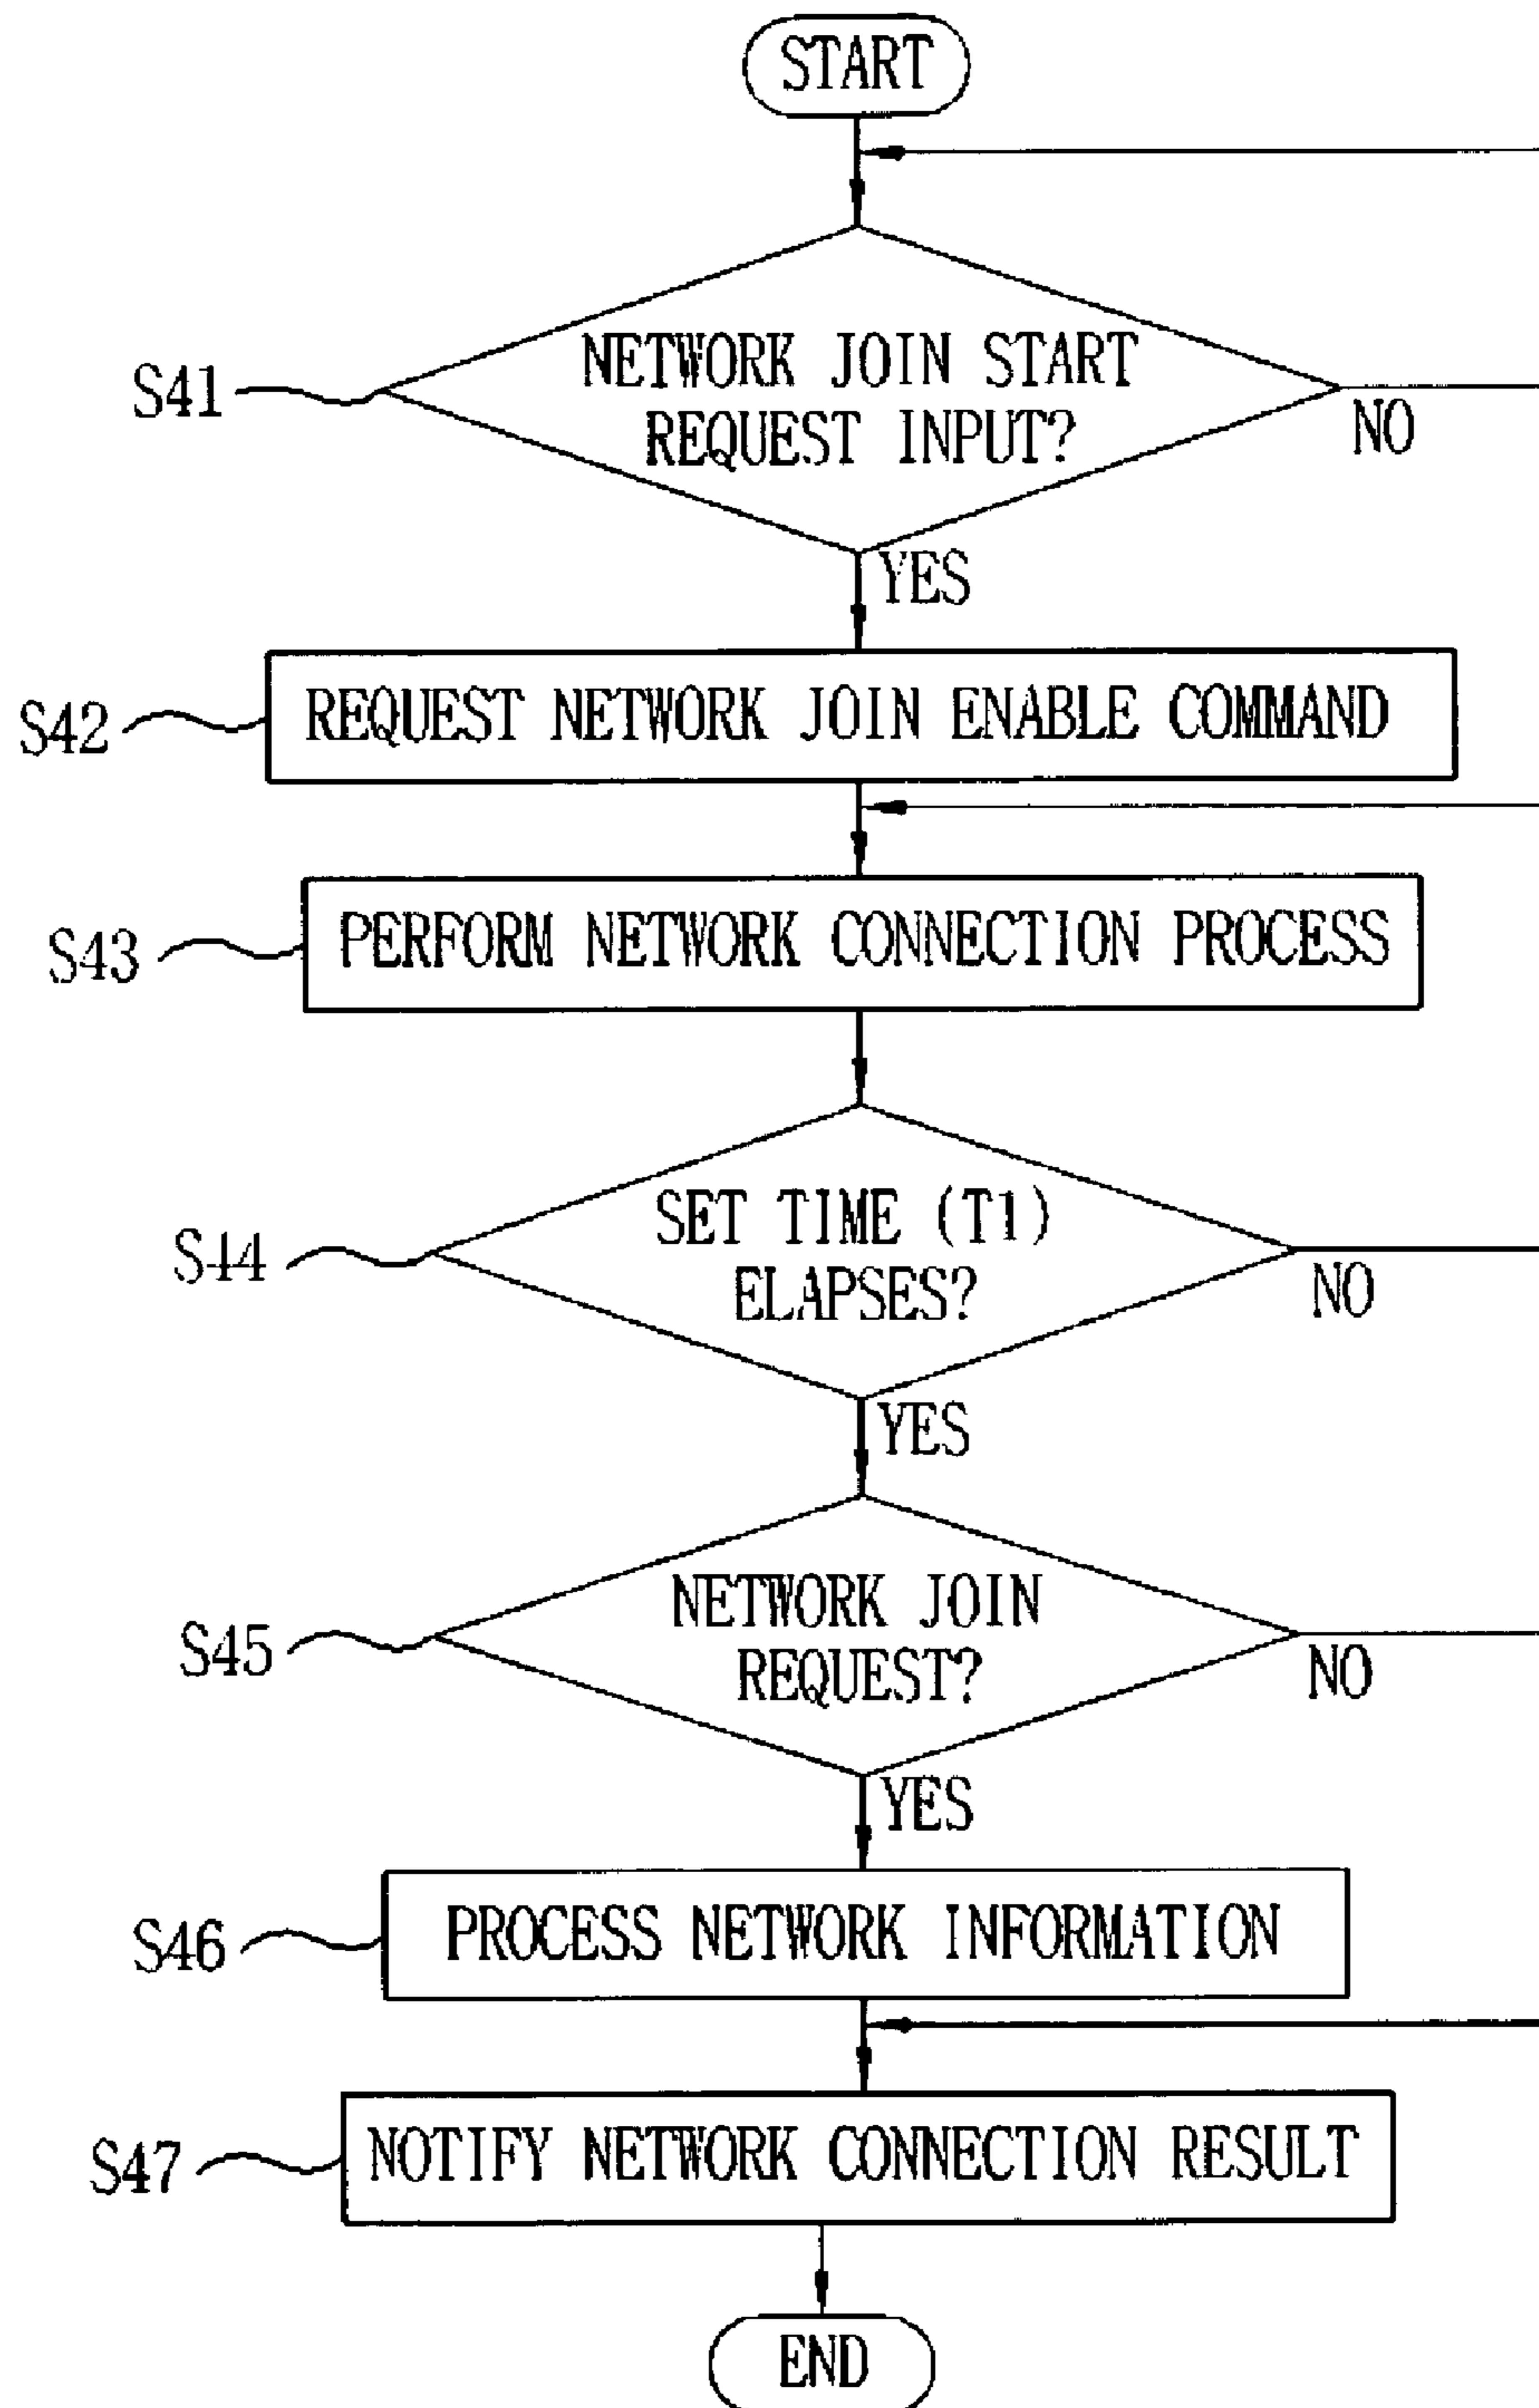 START
S41
NETWORK JOIN START
REQUEST INPUT?
NO
YES
S42
REQUEST NETWORK JOIN ENABLE COMMAND
S43
PERFORM NETWORK CONNECTION PROCESS
S44
SET TIME (T1)
ELAPSES?
NO
YES
S45
NETWORK JOIN
REQUEST?
NO
YES
S46
PROCESS NETWORK INFORMATION
S47
NOTIFY NETWORK CONNECTION RESULT
END